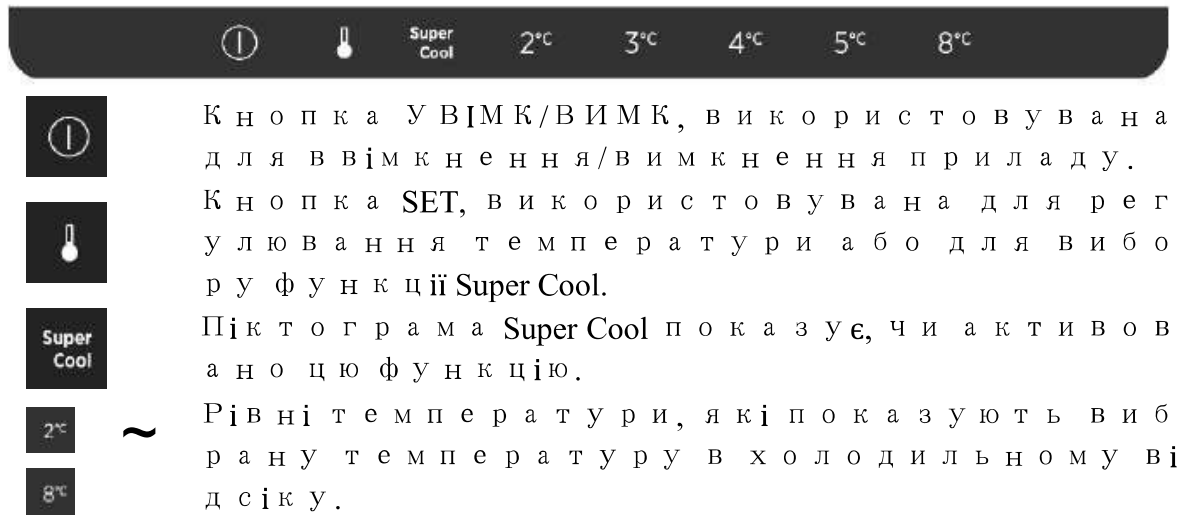 Super Cool 2°C 3°C 4°C 5°C 8°C
Кнопка УВІМК/ВИМК, використовувана
для ввімкнення/вимкнення приладу.
Кнопка SET, використовувана для рег
улювання температури або для вибо
ру функції Super Cool.
Super
Cool
Піктограма Super Cool показує, чи активов
ано цю функцію.
2°C ~
8°C
Рівні температури, які показують виб
рану температуру в холодильному ві
дсіку.